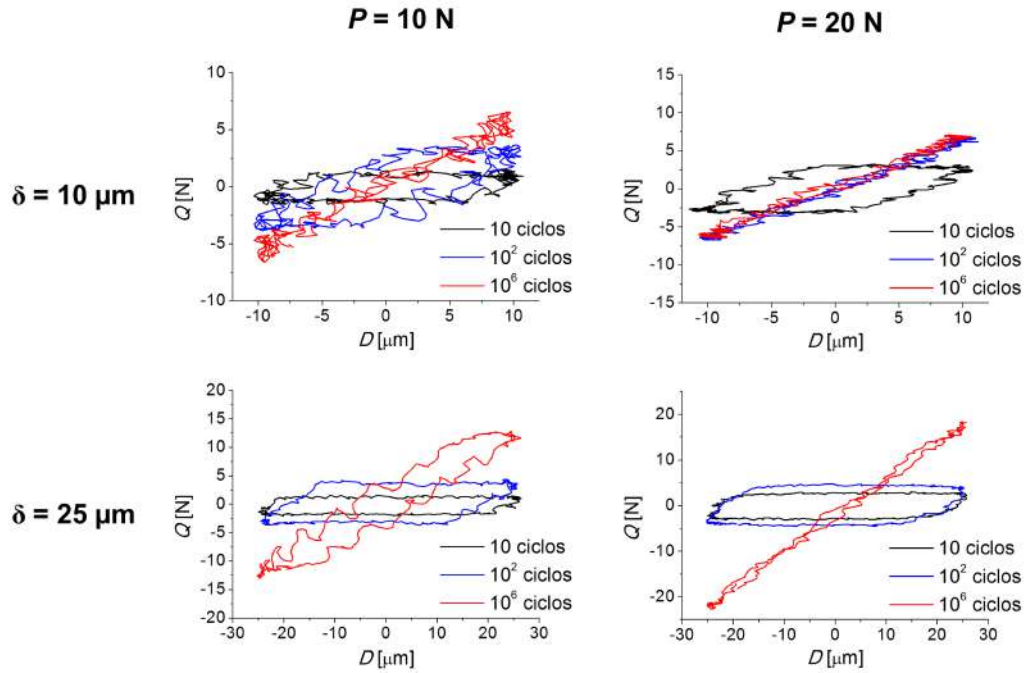 P = 10 N
P = 20 N
δ = 10 µm
10
5
0
-5
-10
Q [N]
-10 -5 0 5 10
D [µm]
10 ciclos
10² ciclos
10⁶ ciclos
15
10
5
0
-5
-10
-15
Q [N]
-10 -5 0 5 10
D [µm]
10 ciclos
10² ciclos
10⁶ ciclos
δ = 25 µm
20
15
10
5
0
-5
-10
-15
-20
Q [N]
-30 -20 -10 0 10 20 30
D [µm]
10 ciclos
10² ciclos
10⁶ ciclos
20
10
0
-10
-20
Q [N]
-30 -20 -10 0 10 20 30
D [µm]
10 ciclos
10² ciclos
10⁶ ciclos